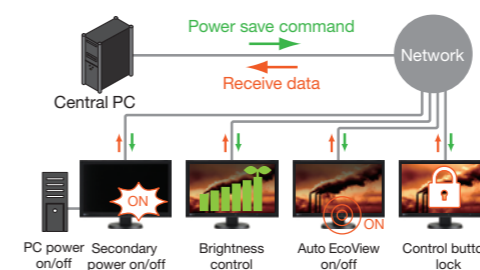 Power save command
Network
Receive data
Central PC
ON
ON
PC power
on/off
Secondary
power on/off
Brightness
control
Auto EcoView
on/off
Control
lock